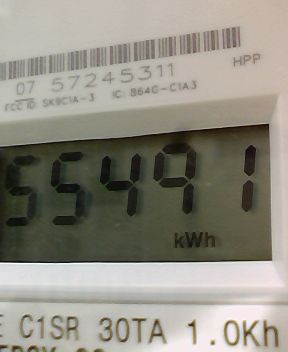 07 57245311
HPP
FCC ID: SK9C1A-3 IC: 864G-C1A3
55491
kWh
C1SR 30TA 1.0Kh